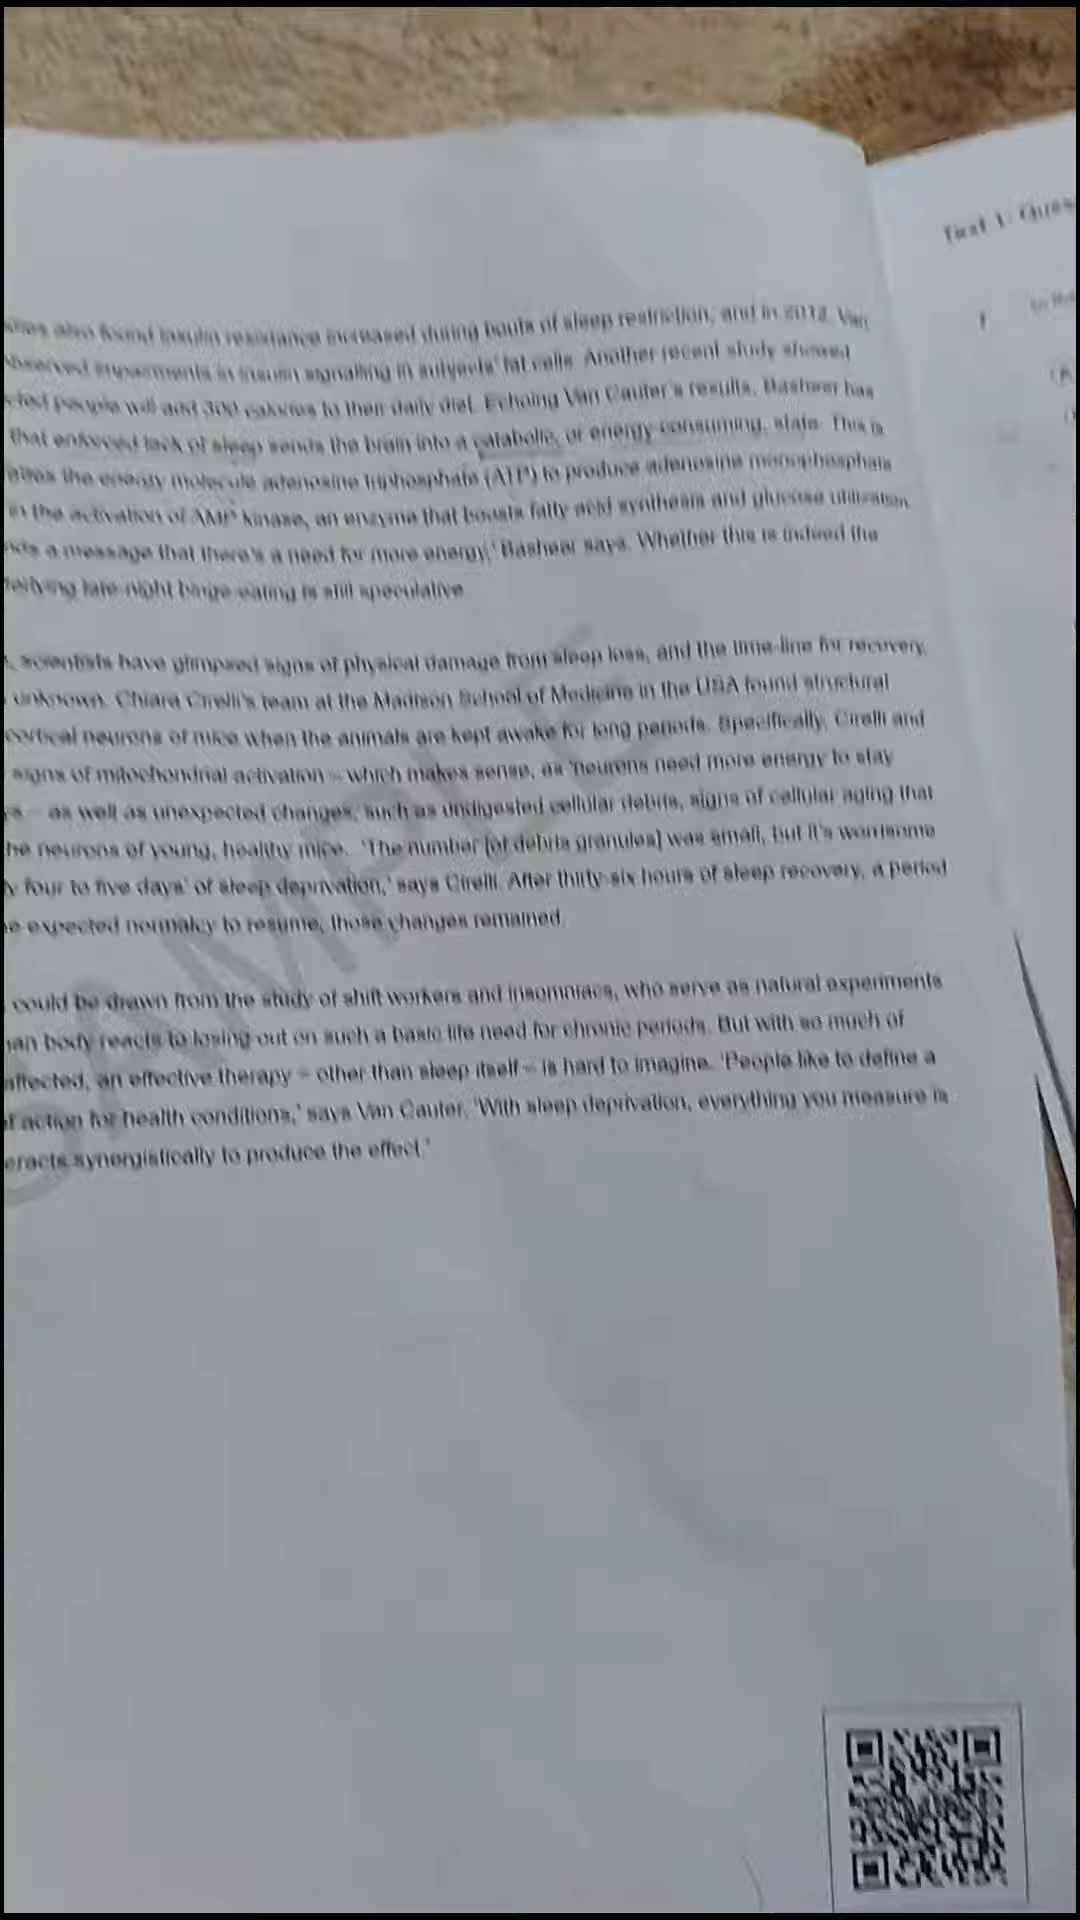 also found insulin resistance increased during bouts of sleep restriction, and in 2012, Van
observed impairments in insulin signalling in subjects' fat cells. Another recent study showed
people will add 300 calories to their daily diet. Echoing Van Cauter's results, Basheer has
that enforced lack of sleep sends the brain into a catabolic, or energy-consuming, state. This is
the energy molecule adenosine triphosphate (ATP) to produce adenosine monophosphate
in the activation of AMP kinase, an enzyme that boosts fatty acid synthesis and glucose utilization.
a message that there's a need for more energy,' Basheer says. Whether this is indeed the
late-night binge-eating is still speculative
scientists have glimpsed signs of physical damage from sleep loss, and the time-line for recovery,
unknown. Chiara Cirelli's team at the Madison School of Medicine in the USA found structural
cortical neurons of mice when the animals are kept awake for long periods. Specifically, Cirelli and
signs of mitochondrial activation – which makes sense, as 'neurons need more energy to stay
– as well as unexpected changes, such as undigested cellular debris, signs of cellular aging that
he neurons of young, healthy mice. 'The number [of debris granules] was small, but it's worrisome
y four to five days' of sleep deprivation,' says Cirelli. After thirty-six hours of sleep recovery, a period
e expected normalcy to resume, those changes remained.
could be drawn from the study of shift workers and insomniacs, who serve as natural experiments
an body reacts to losing out on such a basic life need for chronic periods. But with so much of
affected, an effective therapy – other than sleep itself – is hard to imagine. 'People like to define a
f action for health conditions,' says Van Cauter. 'With sleep deprivation, everything you measure is
eracts synergistically to produce the effect.'
SAMPLE
Test 1:
1